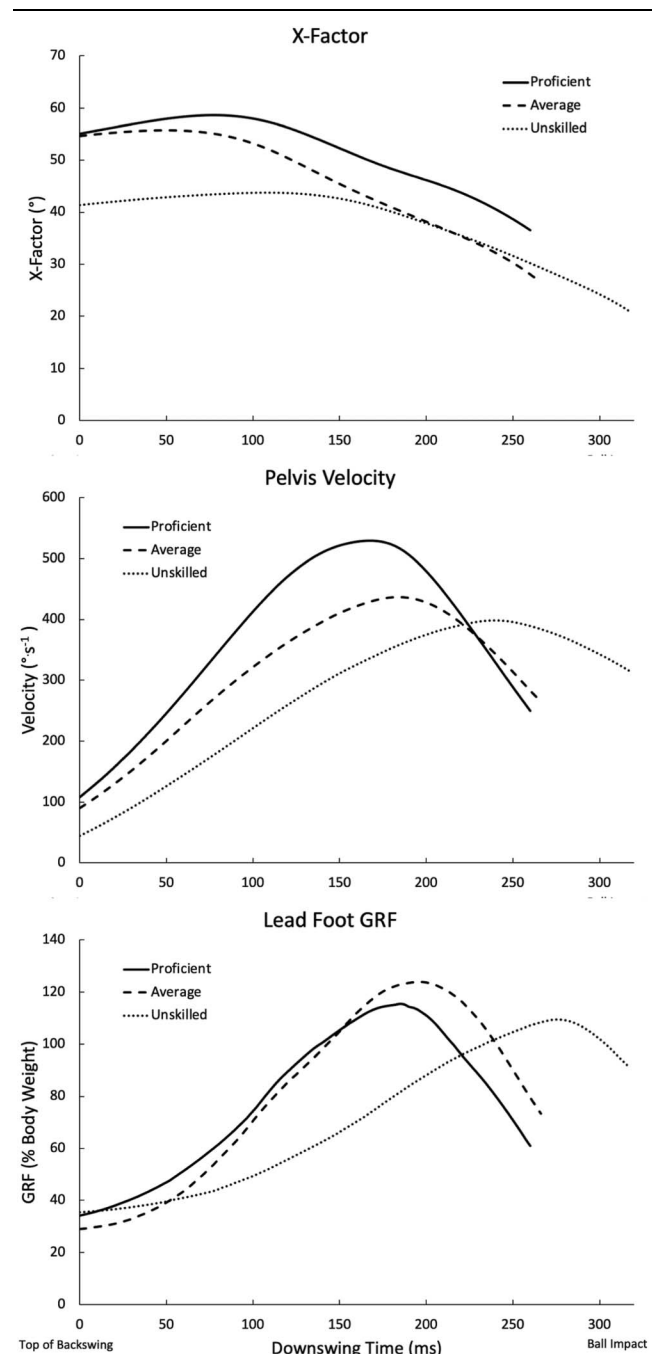 X-Factor
70
60
50
40
30
20
10
0
X-Factor (°)
Proficient
Average
Unskilled
0 50 100 150 200 250 300
Pelvis Velocity
600
500
400
300
200
100
0
Velocity (°·s⁻¹)
Proficient
Average
Unskilled
0 50 100 150 200 250 300
Lead Foot GRF
140
120
100
80
60
40
20
0
GRF (% Body Weight)
Proficient
Average
Unskilled
0 50 100 150 200 250 300
Top of Backswing Downswing Time (ms) Ball Impact